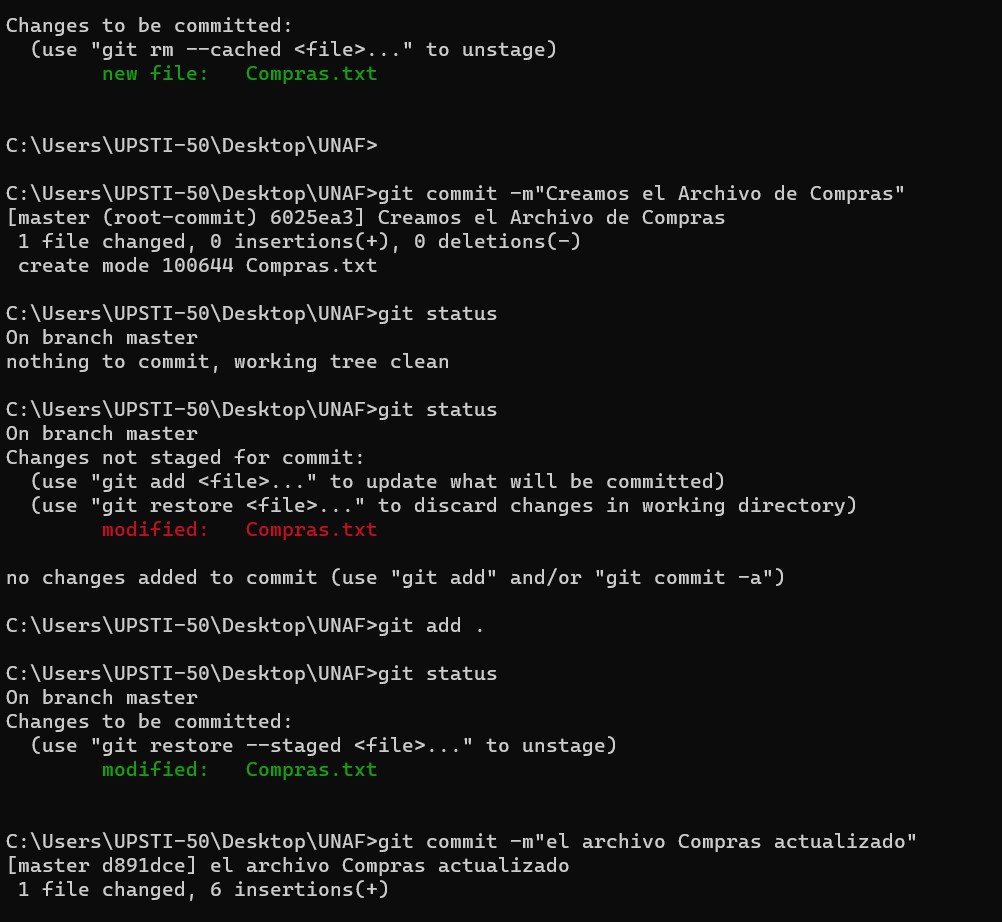 Changes to be committed:
  (use "git rm --cached <file>..." to unstage)
        new file:   Compras.txt
C:\Users\UPSTI-50\Desktop\UNAF>
C:\Users\UPSTI-50\Desktop\UNAF>git commit -m"Creamos el Archivo de Compras"
[master (root-commit) 6025ea3] Creamos el Archivo de Compras
 1 file changed, 0 insertions(+), 0 deletions(-)
 create mode 100644 Compras.txt
C:\Users\UPSTI-50\Desktop\UNAF>git status
On branch master
nothing to commit, working tree clean
C:\Users\UPSTI-50\Desktop\UNAF>git status
On branch master
Changes not staged for commit:
  (use "git add <file>..." to update what will be committed)
  (use "git restore <file>..." to discard changes in working directory)
        modified:   Compras.txt
no changes added to commit (use "git add" and/or "git commit -a")
C:\Users\UPSTI-50\Desktop\UNAF>git add .
C:\Users\UPSTI-50\Desktop\UNAF>git status
On branch master
Changes to be committed:
  (use "git restore --staged <file>..." to unstage)
        modified:   Compras.txt
C:\Users\UPSTI-50\Desktop\UNAF>git commit -m"el archivo Compras actualizado"
[master d891dce] el archivo Compras actualizado
 1 file changed, 6 insertions(+)